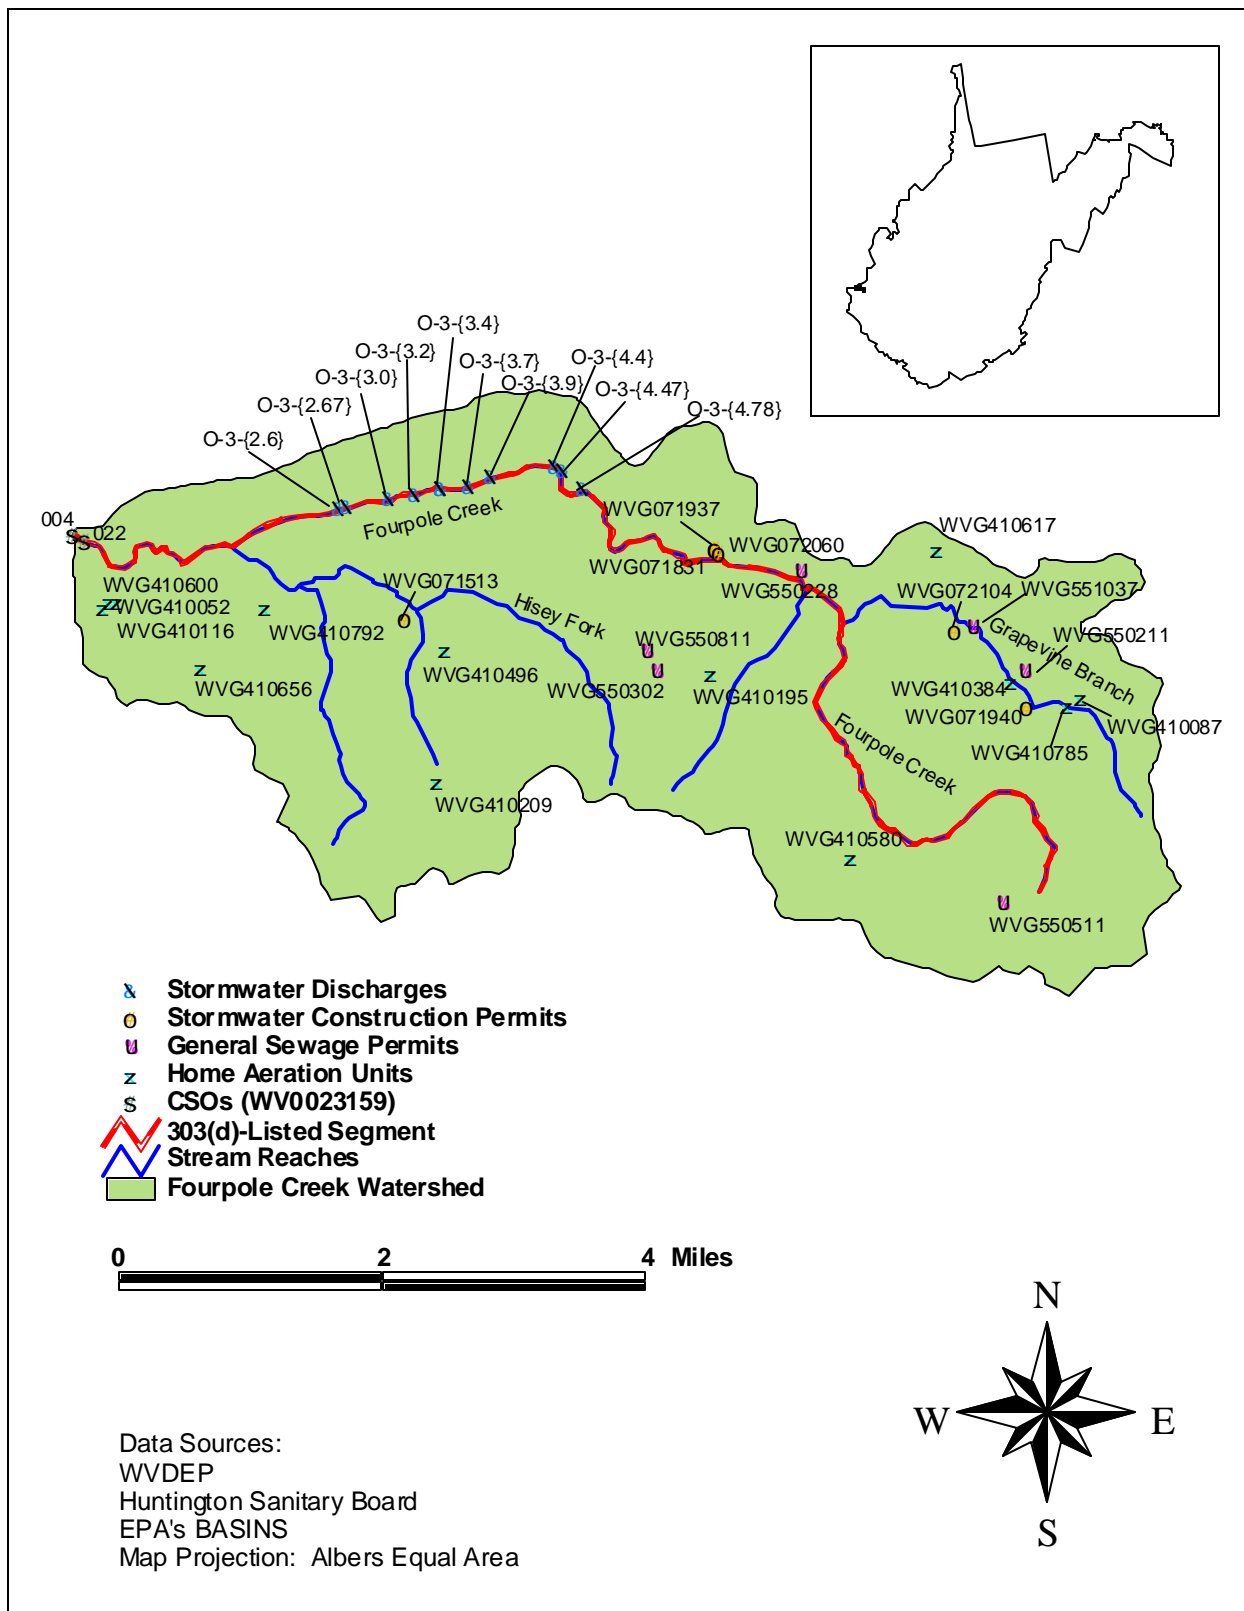 O-3-{3.4}
O-3-{3.2}
O-3-{3.7}
O-3-{4.4}
O-3-{3.0}
O-3-{3.9}
O-3-{4.47}
O-3-{2.67}
O-3-{4.78}
O-3-{2.6}
Fourpole Creek
004
022
WVG071937
WVG072060
WVG071831
WVG550228
WVG410617
WVG072104
WVG551037
WVG550211
Grapevine Branch
WVG410600
WVG410052
WVG410116
WVG071513
WVG410792
Hisey Fork
WVG550811
WVG410496
WVG550302
WVG410195
WVG410656
WVG410384
WVG071940
WVG410785
WVG410087
Fourpole Creek
WVG410209
WVG410580
WVG550511
Stormwater Discharges
Stormwater Construction Permits
General Sewage Permits
Home Aeration Units
CSOs (WV0023159)
303(d)-Listed Segment
Stream Reaches
Fourpole Creek Watershed
0 2 4 Miles
N
W E
S
Data Sources:
WVDEP
Huntington Sanitary Board
EPA's BASINS
Map Projection: Albers Equal Area